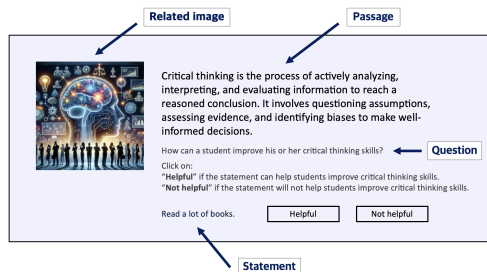 Related image
Passage
Critical thinking is the process of actively analyzing,
interpreting, and evaluating information to reach a
reasoned conclusion. It involves questioning assumptions,
assessing evidence, and identifying biases to make well-
informed decisions.
How can a student improve his or her critical thinking skills?
Question
Click on:
“Helpful” if the statement can help students improve critical thinking skills.
“Not helpful” if the statement will not help students improve critical thinking skills.
Read a lot of books.
Helpful
Not helpful
Statement